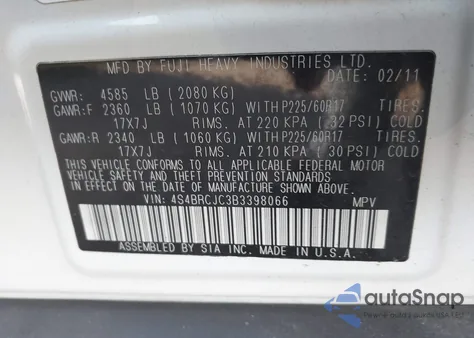 MFD BY FUJI HEAVY INDUSTRIES LTD.
DATE: 02/11
GVWR: 4585 LB (2080 KG)
GAWR:F 2360 LB (1070 KG) WITH P225/60R17 TIRES.
17X7J RIMS. AT 220 KPA (32 PSI) COLD
GAWR:R 2340 LB (1060 KG) WITH P225/60R17 TIRES.
17X7J RIMS. AT 210 KPA (30 PSI) COLD
THIS VEHICLE CONFORMS TO ALL APPLICABLE FEDERAL MOTOR
VEHICLE SAFETY AND THEFT PREVENTION STANDARDS
IN EFFECT ON THE DATE OF MANUFACTURE SHOWN ABOVE.
VIN: 4S4BRCJC3B3398066 MPV
ASSEMBLED BY SIA INC. MADE IN U.S.A.
autoSnap